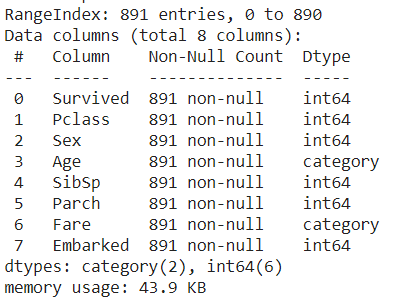 RangeIndex: 891 entries, 0 to 890
Data columns (total 8 columns):
 #   Column    Non-Null Count  Dtype
---  ------    --------------  -----
 0   Survived  891 non-null    int64
 1   Pclass    891 non-null    int64
 2   Sex       891 non-null    int64
 3   Age       891 non-null    category
 4   SibSp     891 non-null    int64
 5   Parch     891 non-null    int64
 6   Fare      891 non-null    category
 7   Embarked  891 non-null    int64
dtypes: category(2), int64(6)
memory usage: 43.9 KB